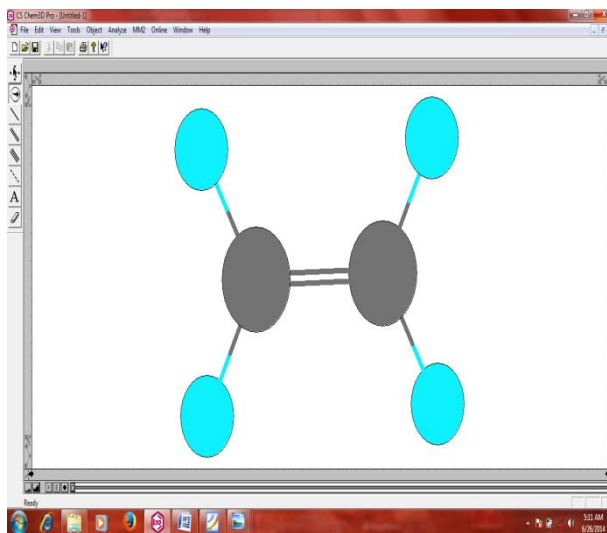 CS Chem3D Pro - [Untitled-1]
File Edit View Tools Object Analyze MM2 Online Window Help
A
Ready
5:11 AM
6/26/2014